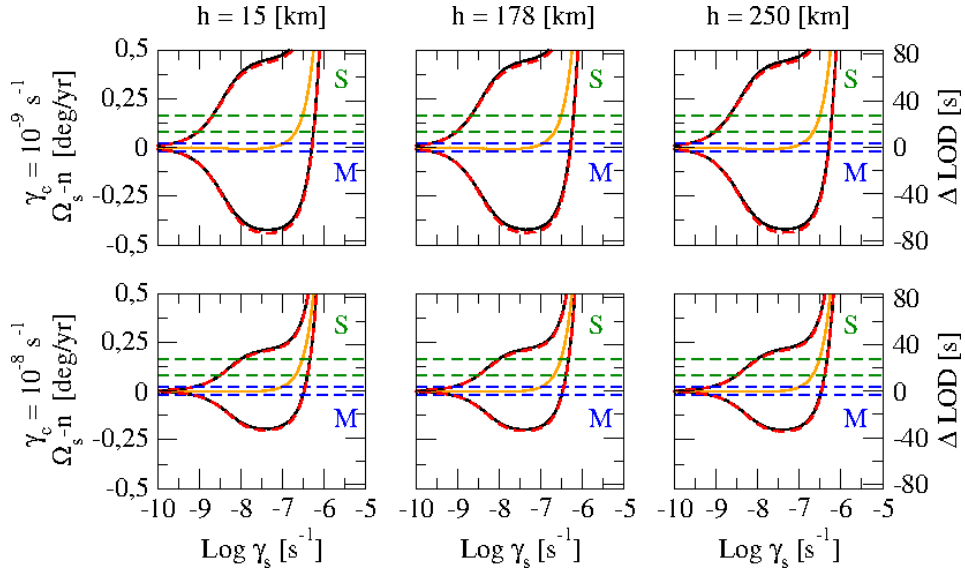 h = 15 [km]
h = 178 [km]
h = 250 [km]
γc = 10⁻⁹ s⁻¹
Ωs-n [deg/yr]
0,5
0,25
0
-0,25
-0,5
S
M
S
M
S
M
80
40
0
-40
-80
Δ LOD [s]
γc = 10⁻⁸ s⁻¹
Ωs-n [deg/yr]
0,5
0,25
0
-0,25
-0,5
S
M
S
M
S
M
80
40
0
-40
-80
Δ LOD [s]
-10 -9 -8 -7 -6 -5
-10 -9 -8 -7 -6 -5
-10 -9 -8 -7 -6 -5
Log γs [s⁻¹]
Log γs [s⁻¹]
Log γs [s⁻¹]